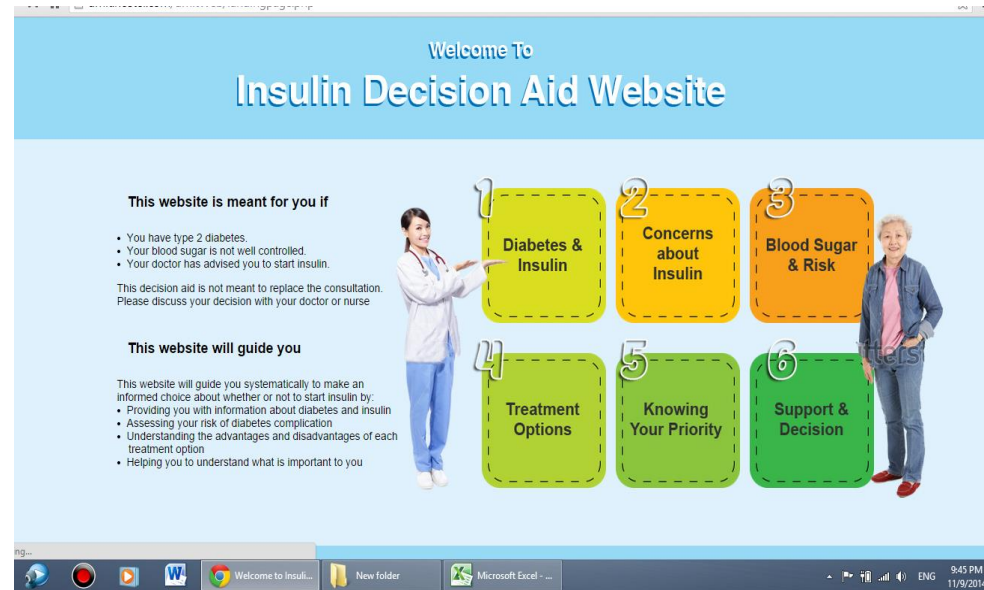 Welcome To
Insulin Decision Aid Website
This website is meant for you if
• You have type 2 diabetes.
• Your blood sugar is not well controlled.
• Your doctor has advised you to start insulin.
This decision aid is not meant to replace the consultation.
Please discuss your decision with your doctor or nurse
This website will guide you
This website will guide you systematically to make an
informed choice about whether or not to start insulin by:
• Providing you with information about diabetes and insulin
• Assessing your risk of diabetes complication
• Understanding the advantages and disadvantages of each
treatment option
• Helping you to understand what is important to you
1
Diabetes &
Insulin
2
Concerns
about
Insulin
3
Blood Sugar
& Risk
4
Treatment
Options
5
Knowing
Your Priority
6
Support &
Decision
ng...
W
Welcome to Insuli...
New folder
Microsoft Excel - ...
ENG
9:45 PM
11/9/2014